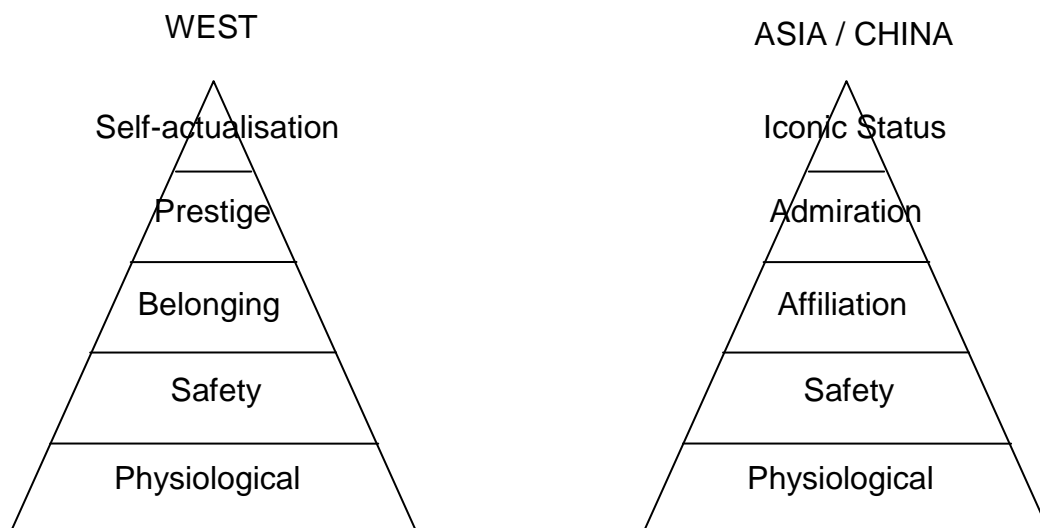 WEST
Self-actualisation
Prestige
Belonging
Safety
Physiological
ASIA / CHINA
Iconic Status
Admiration
Affiliation
Safety
Physiological